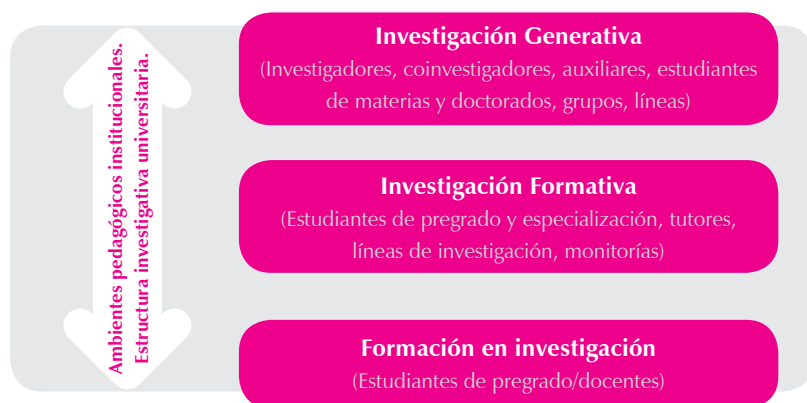 Ambientes pedagógicos institucionales.
Estructura investigativa universitaria.
Investigación Generativa
(Investigadores, coinvestigadores, auxiliares, estudiantes
de materias y doctorados, grupos, líneas)
Investigación Formativa
(Estudiantes de pregrado y especialización, tutores,
líneas de investigación, monitorías)
Formación en investigación
(Estudiantes de pregrado/docentes)